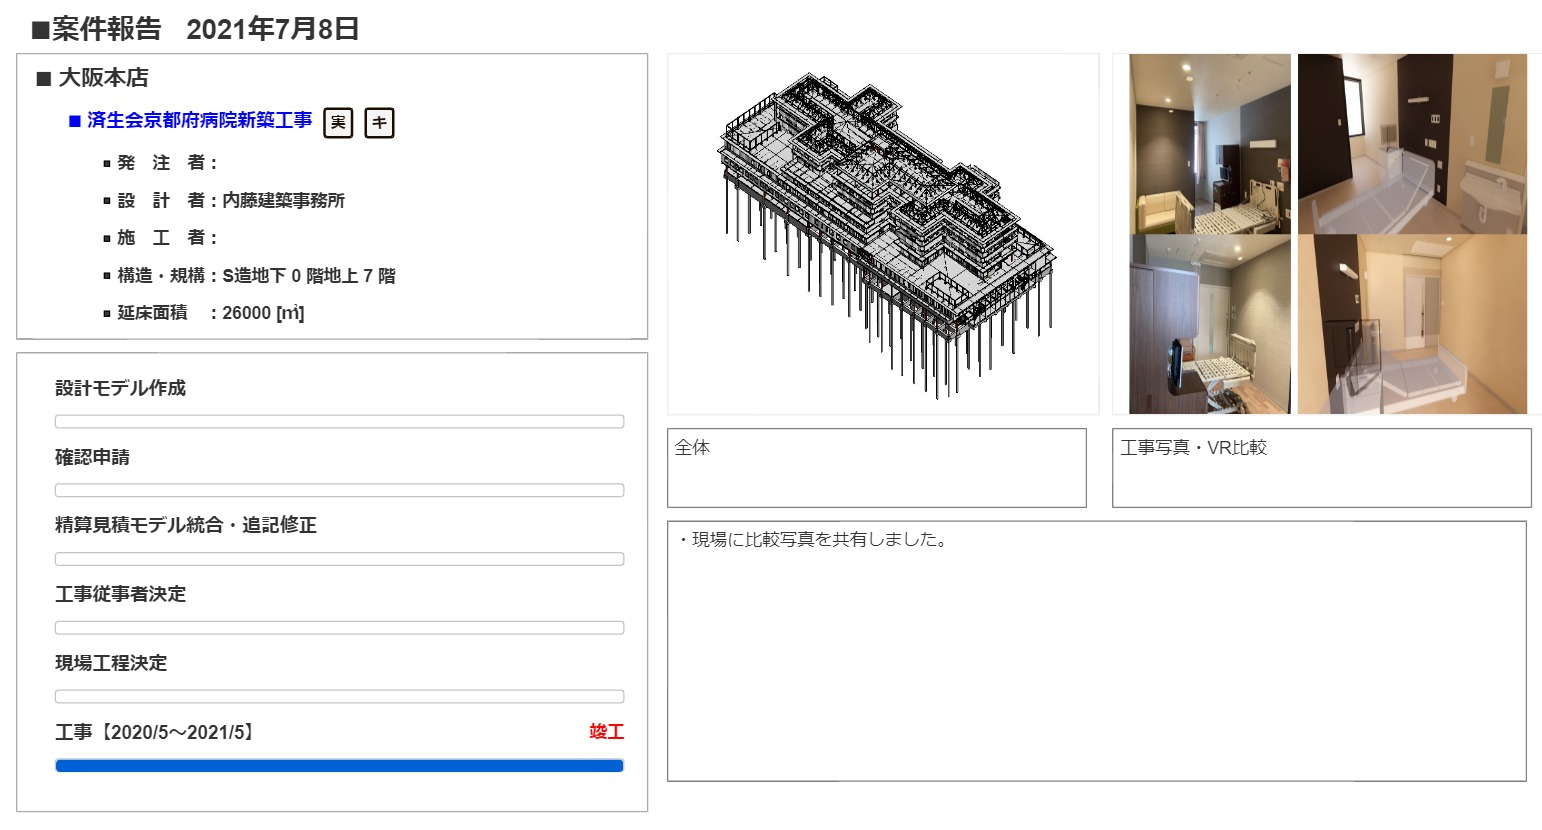 ■案件報告　2021年7月8日
■ 大阪本店
■ 済生会京都府病院新築工事 実 キ
▪ 発　注　者：
▪ 設　計　者：内藤建築事務所
▪ 施　工　者：
▪ 構造・規構：S造地下 0 階地上 7 階
▪ 延床面積　：26000 [㎡]
設計モデル作成
確認申請
精算見積モデル統合・追記修正
工事従事者決定
現場工程決定
工事【2020/5～2021/5】 竣工
全体
工事写真・VR比較
・現場に比較写真を共有しました。